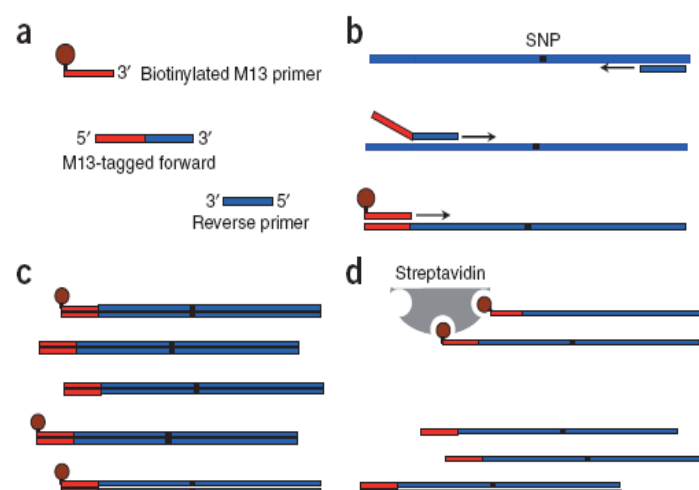 a
3′ Biotinylated M13 primer
5′ 3′
M13-tagged forward
3′ 5′
Reverse primer
b
SNP
c
d
Streptavidin